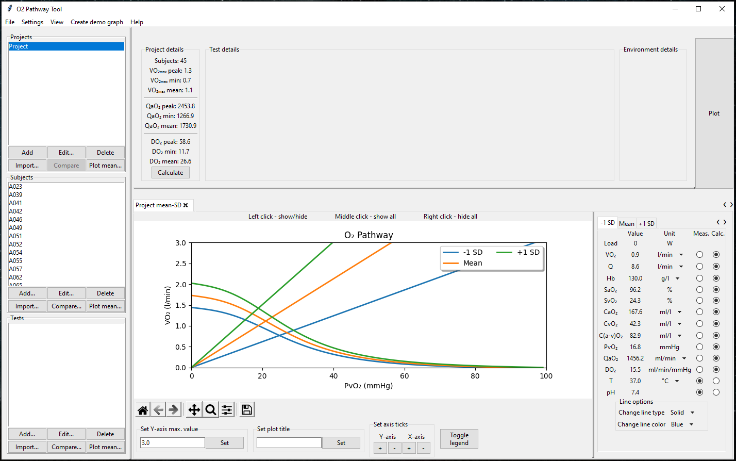 O2 Pathway Tool
File Settings View Create demo graph Help
Projects
Project
Add Edit... Delete
Import... Compare Plot mean...
Subjects
A023
A039
A041
A042
A046
A049
A051
A052
A054
A055
A057
A062
A065
Add... Edit... Delete
Import... Compare... Plot mean...
Tests
Add... Edit... Delete
Import... Compare... Plot mean...
Project details
Subjects: 45
VO₂ₘₐₓ peak: 1.3
VO₂ₘₐₓ min: 0.7
VO₂ₘₐₓ mean: 1.1
QaO₂ peak: 2453.8
QaO₂ min: 1266.9
QaO₂ mean: 1730.9
DO₂ peak: 58.6
DO₂ min: 11.7
DO₂ mean: 26.6
Calculate
Test details
Environment details
Plot
Project mean-SD ✖
Left click - show/hide Middle click - show all Right click - hide all
O₂ Pathway
-1 SD
Mean
+1 SD
3.0
2.5
2.0
1.5
1.0
0.5
0.0
VO₂ (l/min)
0 20 40 60 80 100
PvO₂ (mmHg)
Set Y-axis max. value
3.0 Set
Set plot title
Set
Set axis ticks
Y-axis X-axis
+ - + -
Toggle
legend
-1 SD Mean +1 SD
Value Unit Meas. Calc.
Load 0 W
VO₂ 0.9 l/min
Q 8.6 l/min
Hb 130.0 g/l
SaO₂ 96.2 %
SvO₂ 24.3 %
CaO₂ 167.6 ml/l
CvO₂ 42.3 ml/l
C(a-v)O₂ 82.9 ml/l
PvO₂ 16.8 mmHg
QaO₂ 1456.2 ml/min
DO₂ 15.5 ml/min/mmHg
T 37.0 °C
pH 7.4
Line options
Change line type Solid
Change line color Blue